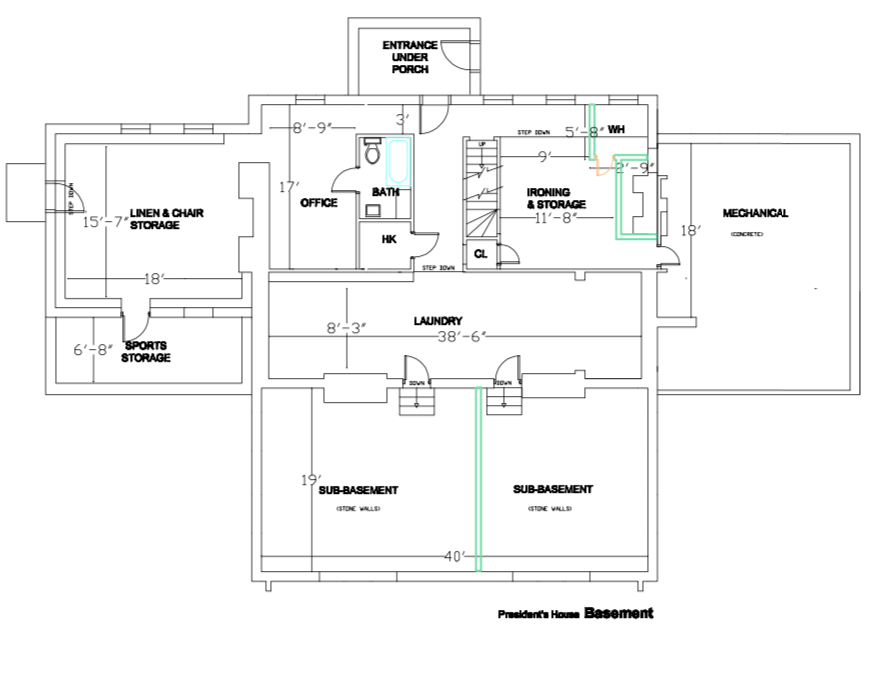 ENTRANCE
UNDER
PORCH
8'-9"
3'
STEP DOWN
5'-8"
WH
UP
9'
2'-9"
17'
OFFICE
BATH
IRONING
& STORAGE
11'-8"
STEP DOWN
15'-7"
LINEN & CHAIR
STORAGE
18'
MECHANICAL
(CONCRETE)
18'
HK
CL
STEP DOWN
LAUNDRY
8'-3"
38'-6"
6'-8"
SPORTS
STORAGE
DOWN
DOWN
19'
SUB-BASEMENT
(STONE WALLS)
SUB-BASEMENT
(STONE WALLS)
40'
President's House Basement